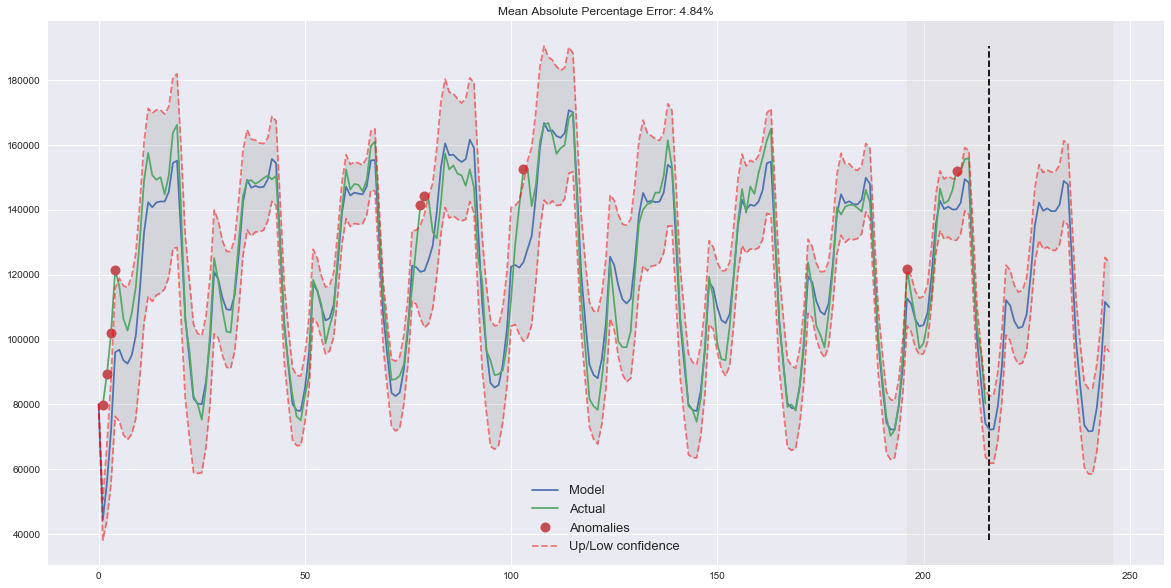 Mean Absolute Percentage Error: 4.84%
180000
160000
140000
120000
100000
80000
60000
40000
Model
Actual
Anomalies
Up/Low confidence
0 50 100 150 200 250